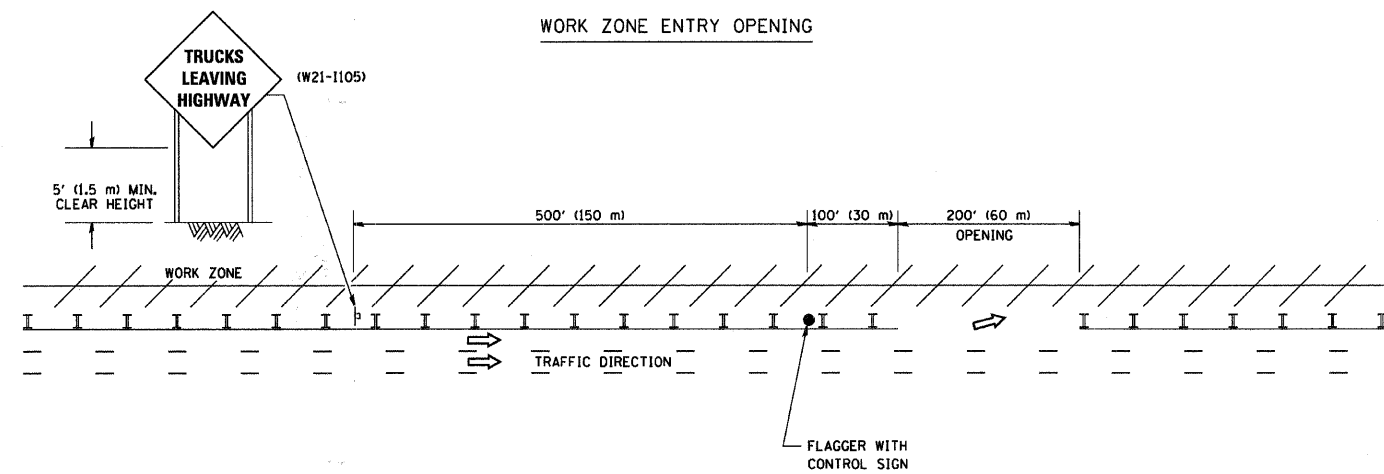 WORK ZONE ENTRY OPENING
TRUCKS
LEAVING
HIGHWAY
(W21-I105)
5' (1.5 m) MIN.
CLEAR HEIGHT
500' (150 m)
100' (30 m)
200' (60 m)
OPENING
WORK ZONE
TRAFFIC DIRECTION
FLAGGER WITH
CONTROL SIGN